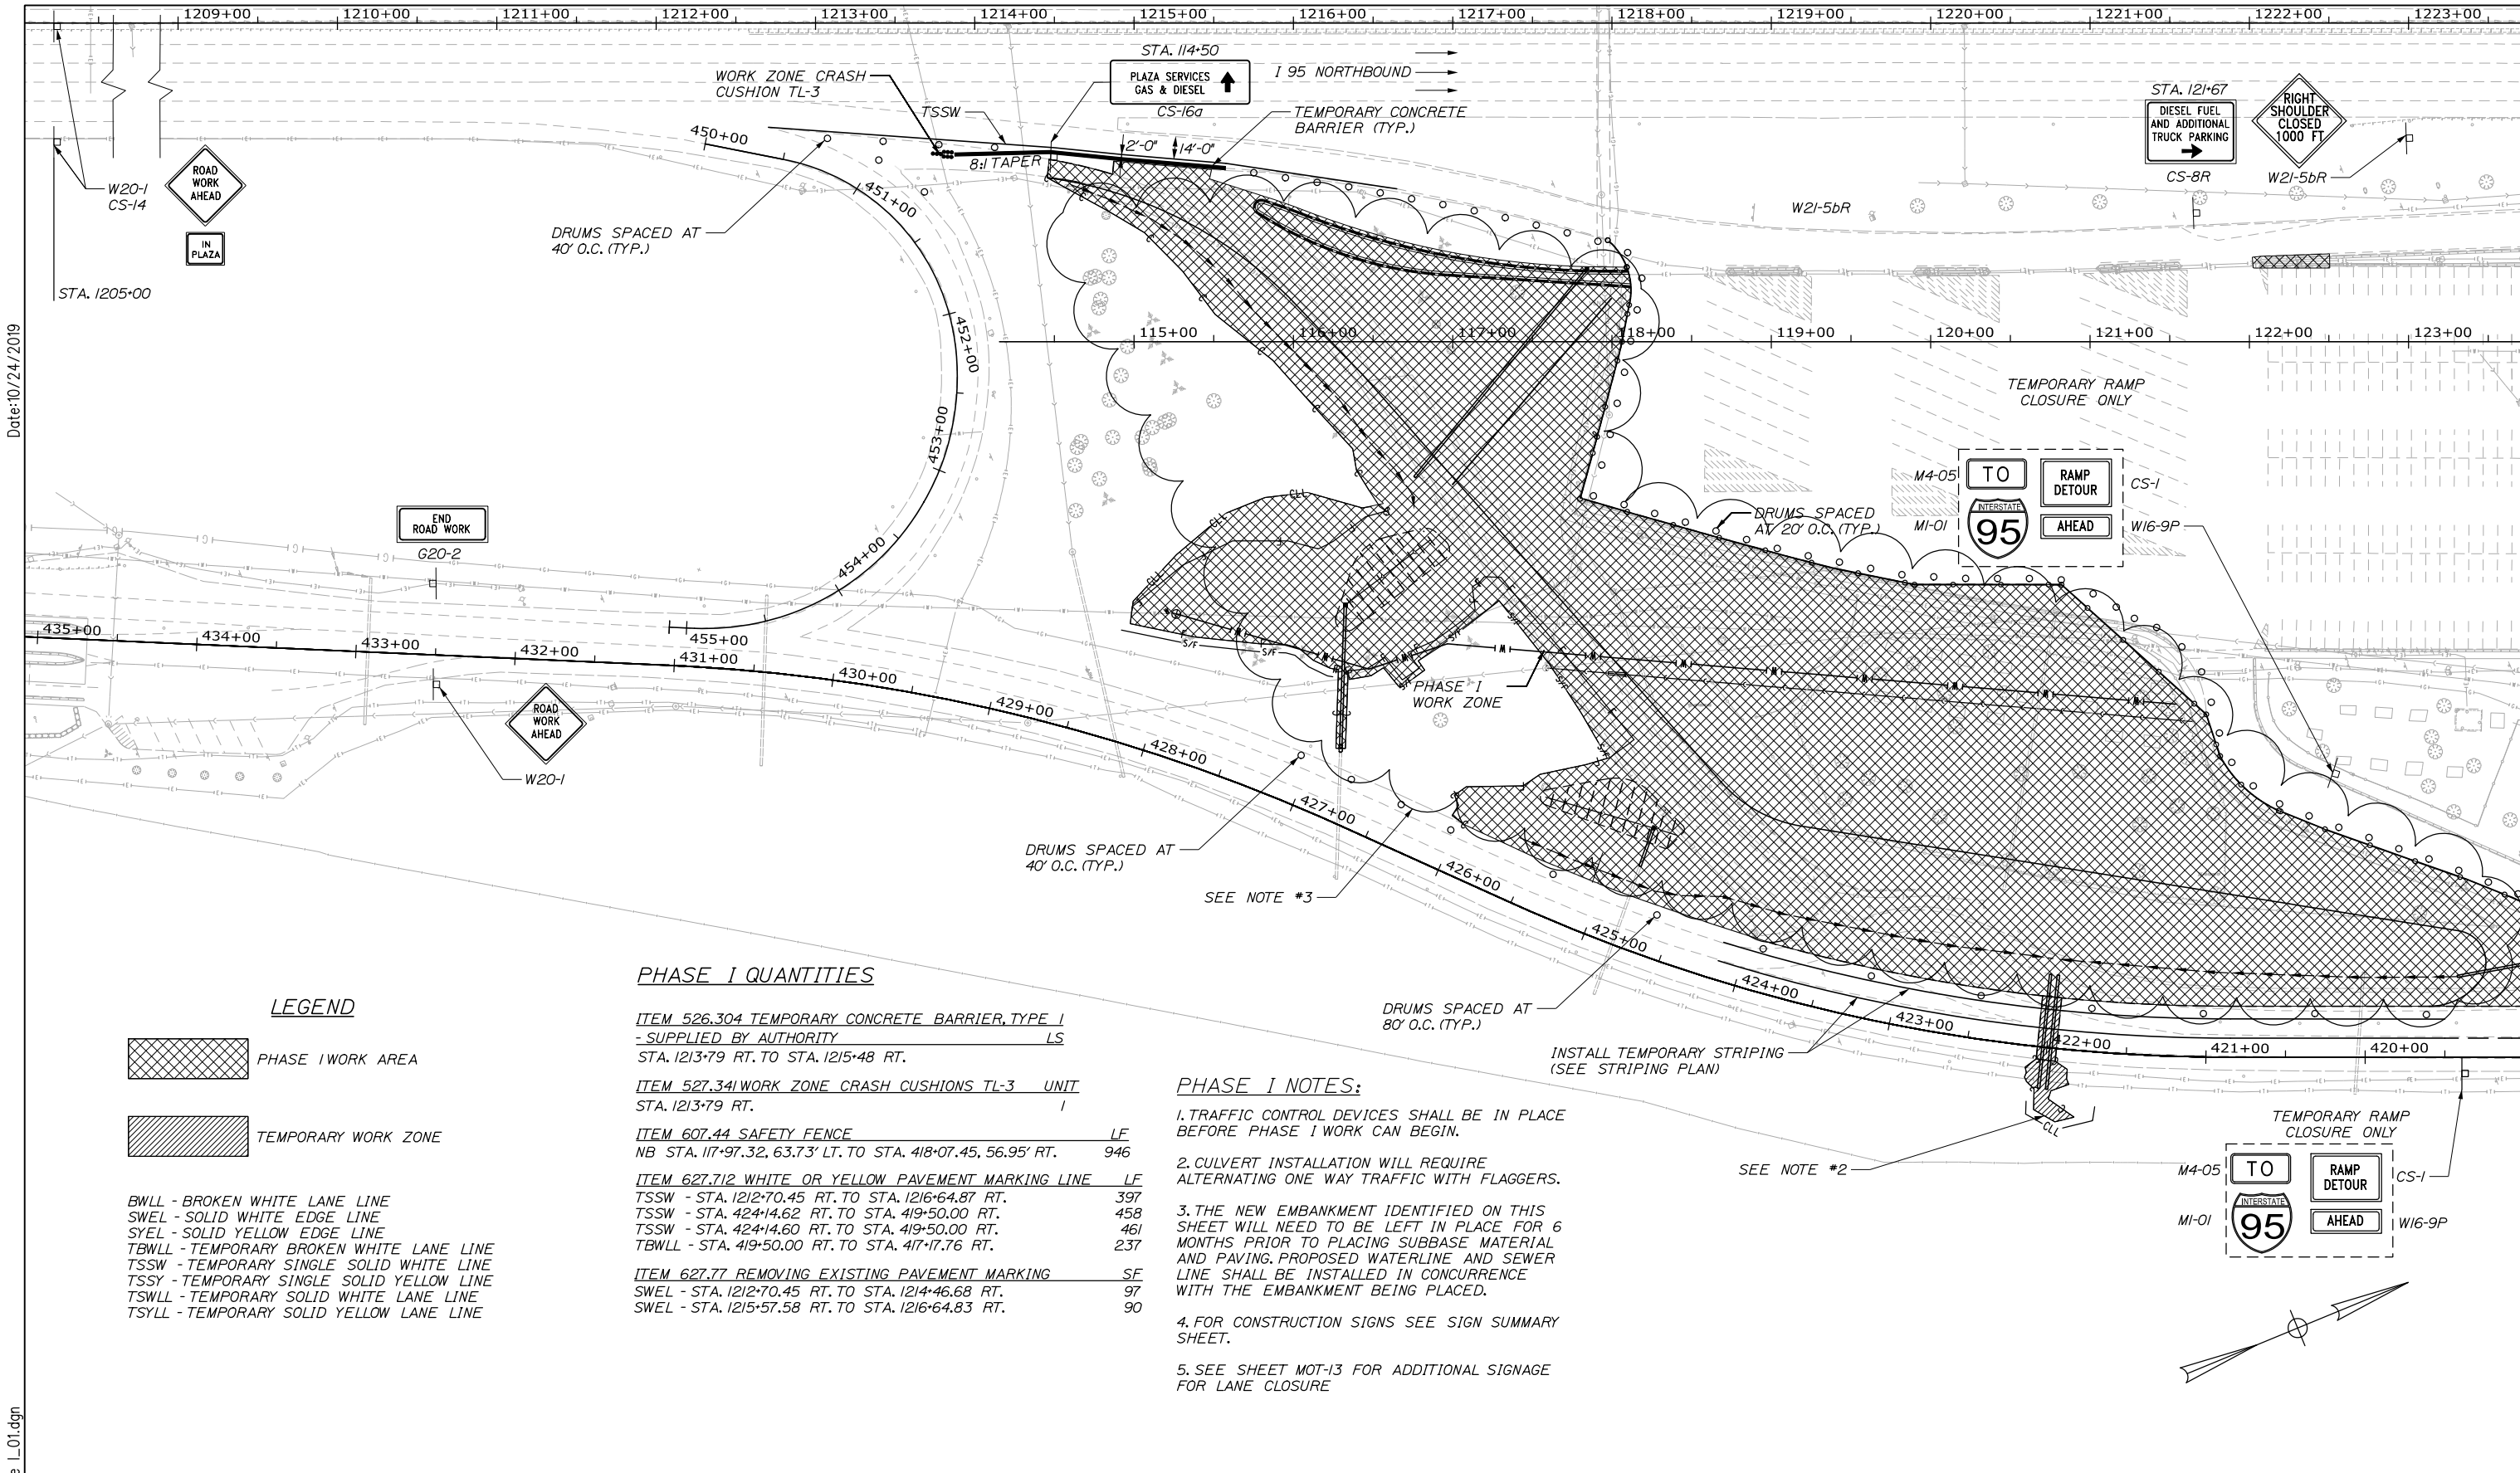 1209+00 1210+00 1211+00 1212+00 1213+00 1214+00 1215+00 1216+00 1217+00 1218+00 1219+00 1220+00 1221+00 1222+00 1223+00
STA. 114+50
PLAZA SERVICES
GAS & DIESEL
CS-16a
I 95 NORTHBOUND
WORK ZONE CRASH
CUSHION TL-3
TSSW
TEMPORARY CONCRETE
BARRIER (TYP.)
2'-0"
14'-0"
8:1 TAPER
STA. 121+67
DIESEL FUEL
AND ADDITIONAL
TRUCK PARKING
CS-8R
RIGHT
SHOULDER
CLOSED
1000 FT
W21-5bR
W21-5bR
W20-1
CS-14
ROAD
WORK
AHEAD
IN
PLAZA
STA. 1205+00
DRUMS SPACED AT
40' O.C. (TYP.)
450+00
451+00
452+00
453+00
454+00
455+00
115+00 116+00 117+00 118+00 119+00 120+00 121+00 122+00 123+00
TEMPORARY RAMP
CLOSURE ONLY
M4-05
TO
RAMP
DETOUR
CS-1
M1-01
INTERSTATE
95
AHEAD
W16-9P
DRUMS SPACED
AT 20' O.C. (TYP.)
END
ROAD WORK
G20-2
CLL
CLL
CLL
S/F
S/F
S/F
S/F
S/F
S/F
S/F
435+00 434+00 433+00 432+00 431+00 430+00 429+00 428+00 427+00 426+00 425+00 424+00 423+00 422+00 421+00 420+00
PHASE I
WORK ZONE
ROAD
WORK
AHEAD
W20-1
DRUMS SPACED AT
40' O.C. (TYP.)
SEE NOTE #3
DRUMS SPACED AT
80' O.C. (TYP.)
INSTALL TEMPORARY STRIPING
(SEE STRIPING PLAN)
SEE NOTE #2
CLL
TEMPORARY RAMP
CLOSURE ONLY
M4-05
TO
RAMP
DETOUR
CS-1
M1-01
INTERSTATE
95
AHEAD
W16-9P
LEGEND
PHASE I WORK AREA
TEMPORARY WORK ZONE
BWLL - BROKEN WHITE LANE LINE
SWEL - SOLID WHITE EDGE LINE
SYEL - SOLID YELLOW EDGE LINE
TBWLL - TEMPORARY BROKEN WHITE LANE LINE
TSSW - TEMPORARY SINGLE SOLID WHITE LINE
TSSY - TEMPORARY SINGLE SOLID YELLOW LINE
TSWLL - TEMPORARY SOLID WHITE LANE LINE
TSYLL - TEMPORARY SOLID YELLOW LANE LINE
PHASE I QUANTITIES
ITEM 526.304 TEMPORARY CONCRETE BARRIER, TYPE I
- SUPPLIED BY AUTHORITY LS
STA. 1213+79 RT. TO STA. 1215+48 RT.
ITEM 527.341 WORK ZONE CRASH CUSHIONS TL-3 UNIT
STA. 1213+79 RT. 1
ITEM 607.44 SAFETY FENCE LF
NB STA. 117+97.32, 63.73' LT. TO STA. 418+07.45, 56.95' RT. 946
ITEM 627.712 WHITE OR YELLOW PAVEMENT MARKING LINE LF
TSSW - STA. 1212+70.45 RT. TO STA. 1216+64.87 RT. 397
TSSW - STA. 424+14.62 RT. TO STA. 419+50.00 RT. 458
TSSW - STA. 424+14.60 RT. TO STA. 419+50.00 RT. 461
TBWLL - STA. 419+50.00 RT. TO STA. 417+17.76 RT. 237
ITEM 627.77 REMOVING EXISTING PAVEMENT MARKING SF
SWEL - STA. 1212+70.45 RT. TO STA. 1214+46.68 RT. 97
SWEL - STA. 1215+57.58 RT. TO STA. 1216+64.83 RT. 90
PHASE I NOTES:
1. TRAFFIC CONTROL DEVICES SHALL BE IN PLACE
BEFORE PHASE I WORK CAN BEGIN.
2. CULVERT INSTALLATION WILL REQUIRE
ALTERNATING ONE WAY TRAFFIC WITH FLAGGERS.
3. THE NEW EMBANKMENT IDENTIFIED ON THIS
SHEET WILL NEED TO BE LEFT IN PLACE FOR 6
MONTHS PRIOR TO PLACING SUBBASE MATERIAL
AND PAVING. PROPOSED WATERLINE AND SEWER
LINE SHALL BE INSTALLED IN CONCURRENCE
WITH THE EMBANKMENT BEING PLACED.
4. FOR CONSTRUCTION SIGNS SEE SIGN SUMMARY
SHEET.
5. SEE SHEET MOT-13 FOR ADDITIONAL SIGNAGE
FOR LANE CLOSURE
Date:10/24/2019
e I_01.dgn